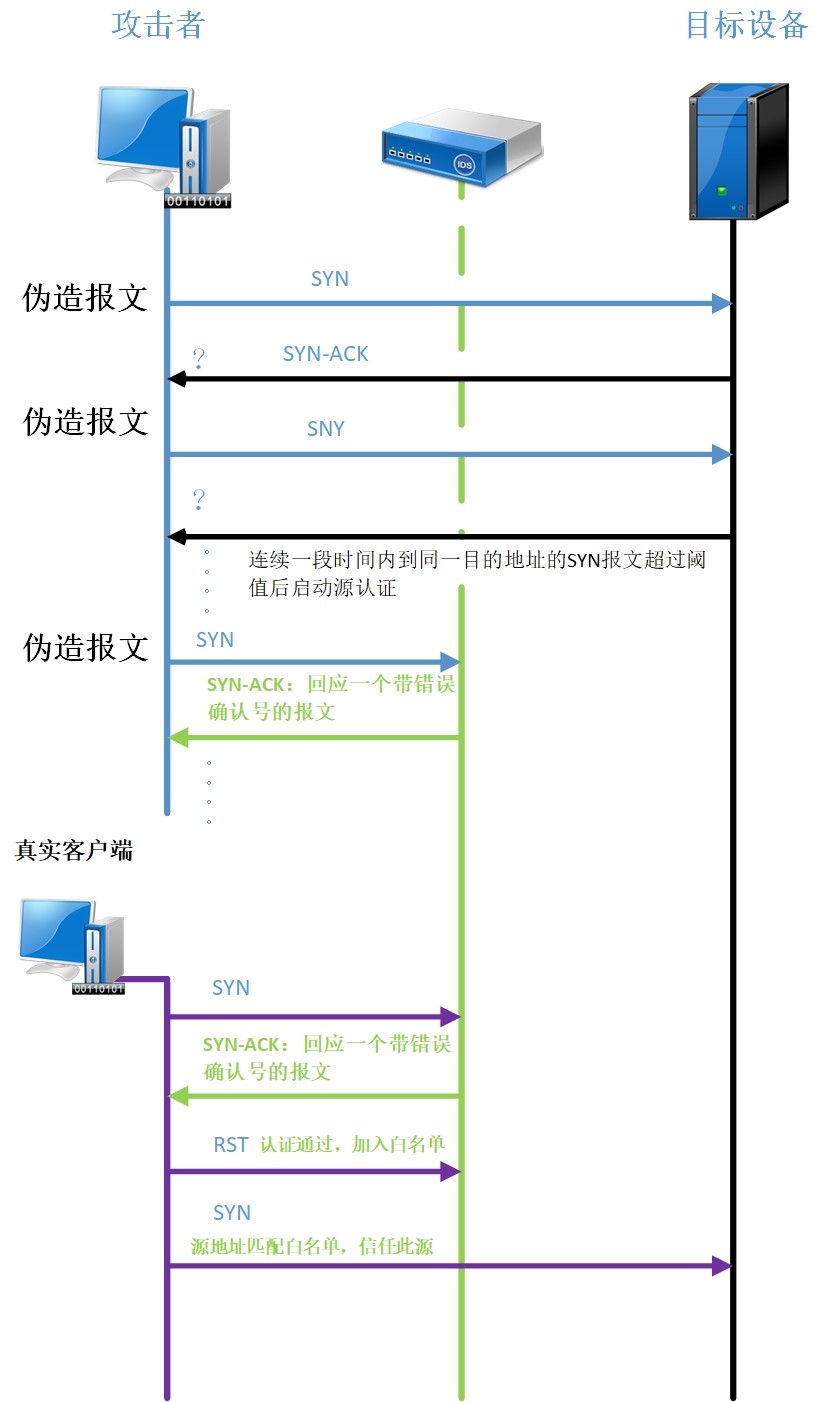 攻击者
目标设备
IDS
00110101
SYN
伪造报文
?
SYN-ACK
伪造报文
SNY
?
连续一段时间内到同一目的地址的SYN报文超过阈
值后启动源认证
SYN
伪造报文
SYN-ACK：回应一个带错误
确认号的报文
真实客户端
00110101
SYN
SYN-ACK：回应一个带错误
确认号的报文
RST 认证通过，加入白名单
SYN
源地址匹配白名单，信任此源